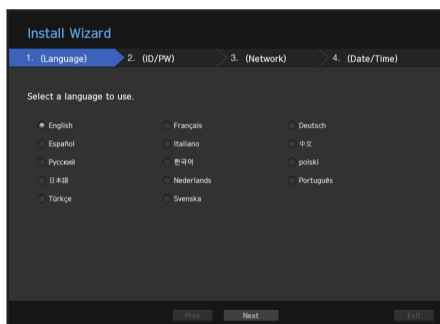 Install Wizard
1. (Language) 2. (ID/PW) 3. (Network) 4. (Date/Time)
Select a language to use.
English Français Deutsch
Español Italiano 中文
Русский 한국어 polski
日本語 Nederlands Português
Türkçe Svenska
Prev Next Exit